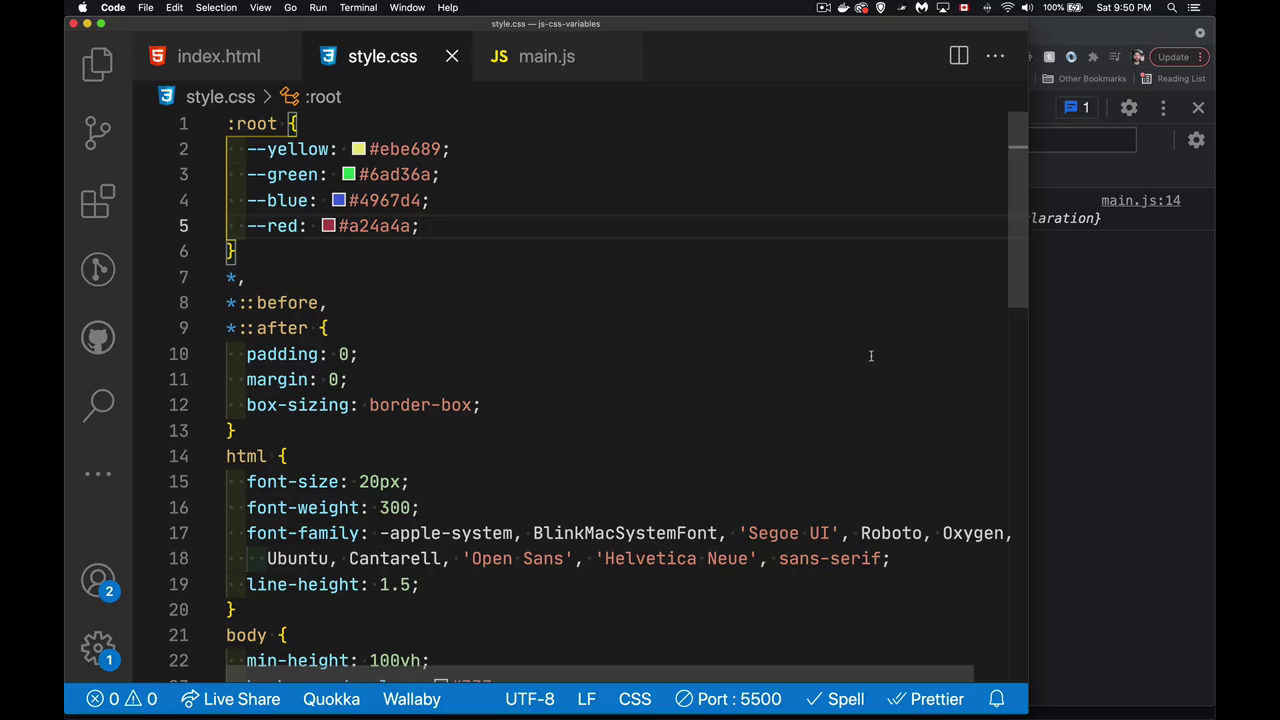 Code File Edit Selection View Go Run Terminal Window Help 100% Sat 9:50 PM
style.css — js-css-variables
index.html style.css main.js
Update
style.css > :root
Other Bookmarks Reading List
1
1 :root {
2 --yellow: #ebe689;
3 --green: #6ad36a;
4 --blue: #4967d4;
5 --red: #a24a4a;
6 }
7 *,
8 *::before,
9 *::after {
10 padding: 0;
11 margin: 0;
12 box-sizing: border-box;
13 }
14 html {
15 font-size: 20px;
16 font-weight: 300;
17 font-family: -apple-system, BlinkMacSystemFont, 'Segoe UI', Roboto, Oxygen,
18 Ubuntu, Cantarell, 'Open Sans', 'Helvetica Neue', sans-serif;
19 line-height: 1.5;
20 }
21 body {
22 min-height: 100vh;
main.js:14
laration}
2
1
0 0 Live Share Quokka Wallaby UTF-8 LF CSS Port : 5500 Spell Prettier